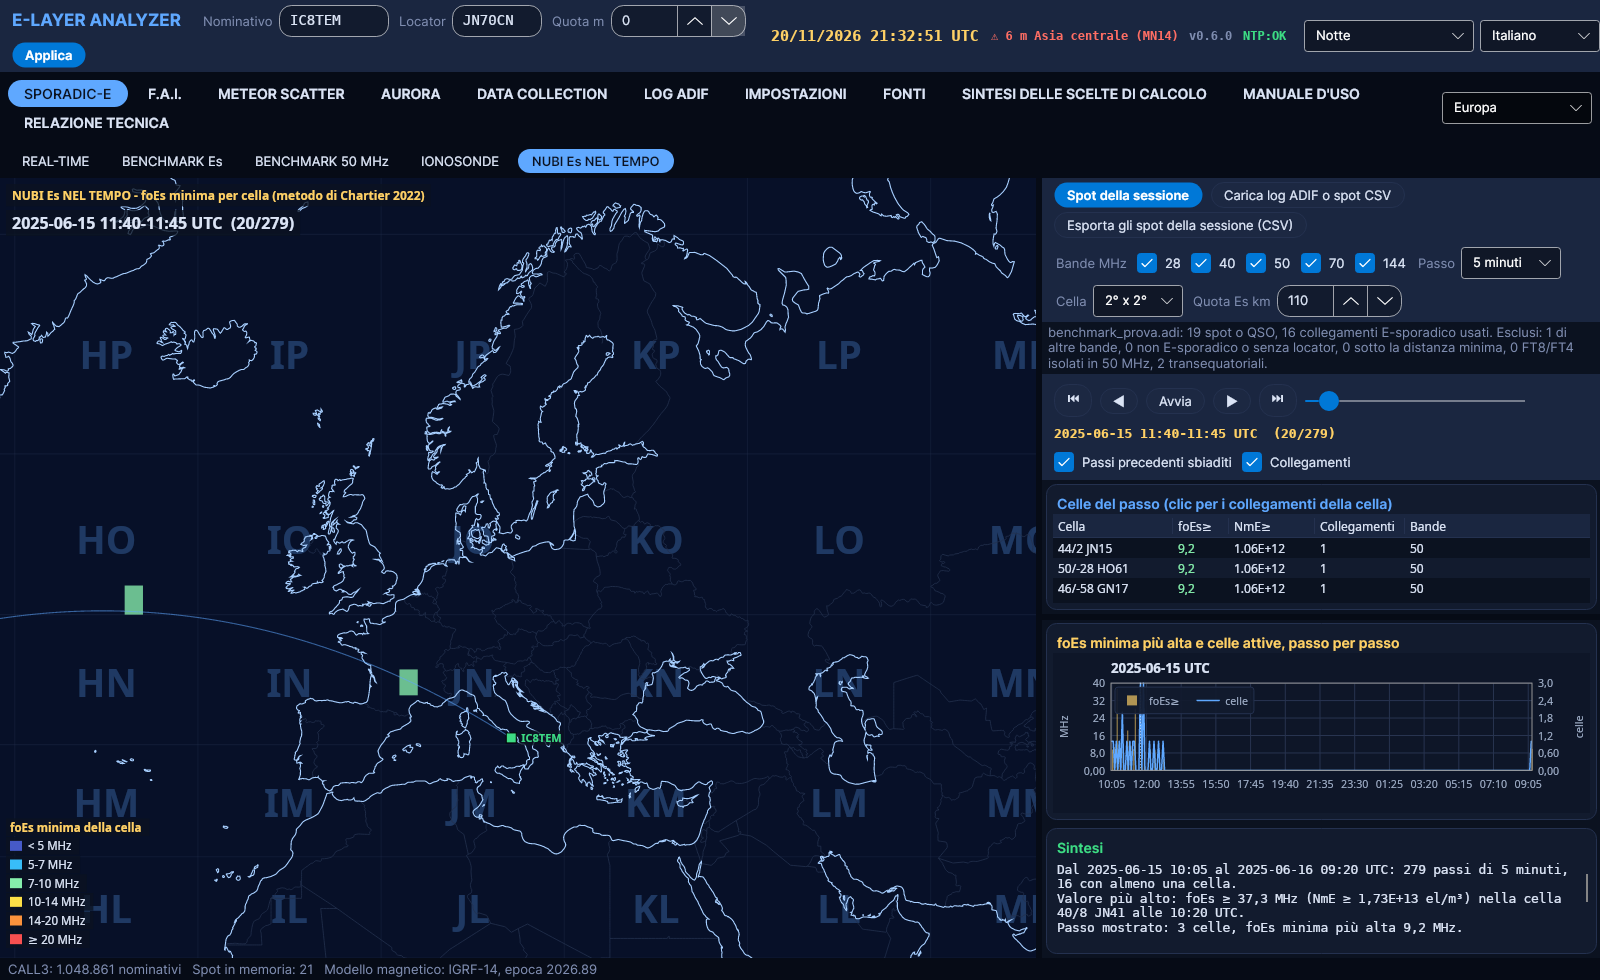 E-LAYER ANALYZER Nominativo IC8TEM Locator JN70CN Quota m 0
20/11/2026 21:32:51 UTC ⚠ 6 m Asia centrale (MN14) v0.6.0 NTP:OK Notte Italiano
Applica
SPORADIC-E F.A.I. METEOR SCATTER AURORA DATA COLLECTION LOG ADIF IMPOSTAZIONI FONTI SINTESI DELLE SCELTE DI CALCOLO MANUALE D'USO
RELAZIONE TECNICA
Europa
REAL-TIME BENCHMARK Es BENCHMARK 50 MHz IONOSONDE NUBI Es NEL TEMPO
NUBI Es NEL TEMPO - foEs minima per cella (metodo di Chartier 2022)
2025-06-15 11:40-11:45 UTC (20/279)
HP IP JP KP LP
HO IO JO KO LO
HN IN JN KN LN
IC8TEM
HM IM JM KM LM
HL IL JL KL
foEs minima della cella
< 5 MHz
5-7 MHz
7-10 MHz
10-14 MHz
14-20 MHz
≥ 20 MHz
Spot della sessione Carica log ADIF o spot CSV
Esporta gli spot della sessione (CSV)
Bande MHz 28 40 50 70 144 Passo 5 minuti
Cella 2° x 2° Quota Es km 110
benchmark_prova.adi: 19 spot o QSO, 16 collegamenti E-sporadico usati. Esclusi: 1 di
altre bande, 0 non E-sporadico o senza locator, 0 sotto la distanza minima, 0 FT8/FT4
isolati in 50 MHz, 2 transequatoriali.
⏮ ◀ Avvia ▶ ⏭
2025-06-15 11:40-11:45 UTC (20/279)
Passi precedenti sbiaditi Collegamenti
Celle del passo (clic per i collegamenti della cella)
Cella foEs≥ NmE≥ Collegamenti Bande
44/2 JN15 9,2 1.06E+12 1 50
50/-28 HO61 9,2 1.06E+12 1 50
46/-58 GN17 9,2 1.06E+12 1 50
foEs minima più alta e celle attive, passo per passo
2025-06-15 UTC
foEs≥ celle
MHz
40
32
24
16
8,0
0,00
3,0
2,4
1,8
1,2
0,60
0,00
celle
10:05 12:00 13:55 15:50 17:45 19:40 21:35 23:30 01:25 03:20 05:15 07:10 09:05
Sintesi
Dal 2025-06-15 10:05 al 2025-06-16 09:20 UTC: 279 passi di 5 minuti,
16 con almeno una cella.
Valore più alto: foEs ≥ 37,3 MHz (NmE ≥ 1,73E+13 el/m³) nella cella
40/8 JN41 alle 10:20 UTC.
Passo mostrato: 3 celle, foEs minima più alta 9,2 MHz.
CALL3: 1.048.861 nominativi Spot in memoria: 21 Modello magnetico: IGRF-14, epoca 2026.89